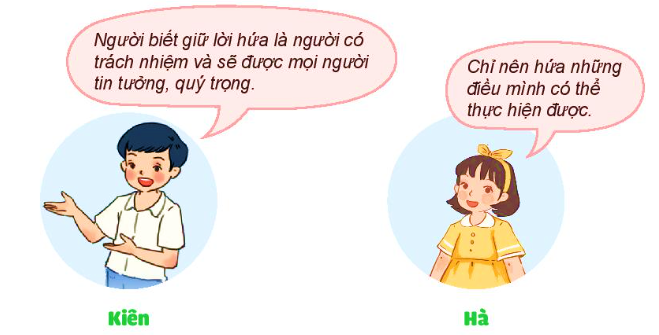 Người biết giữ lời hứa là người có
trách nhiệm và sẽ được mọi người
tin tưởng, quý trọng.
Chỉ nên hứa những
điều mình có thể
thực hiện được.
Kiên
Hà